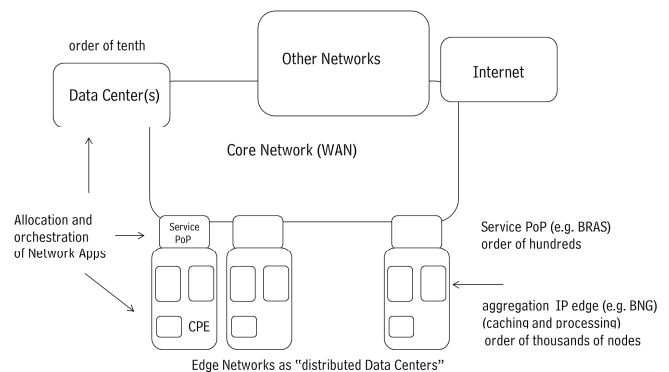 order of tenth
Other Networks
Internet
Data Center(s)
Core Network (WAN)
Allocation and
orchestration
of Network Apps
Service
PoP
Service PoP (e.g. BRAS)
order of hundreds
CPE
aggregation IP edge (e.g. BNG)
(caching and processing)
order of thousands of nodes
Edge Networks as "distributed Data Centers"